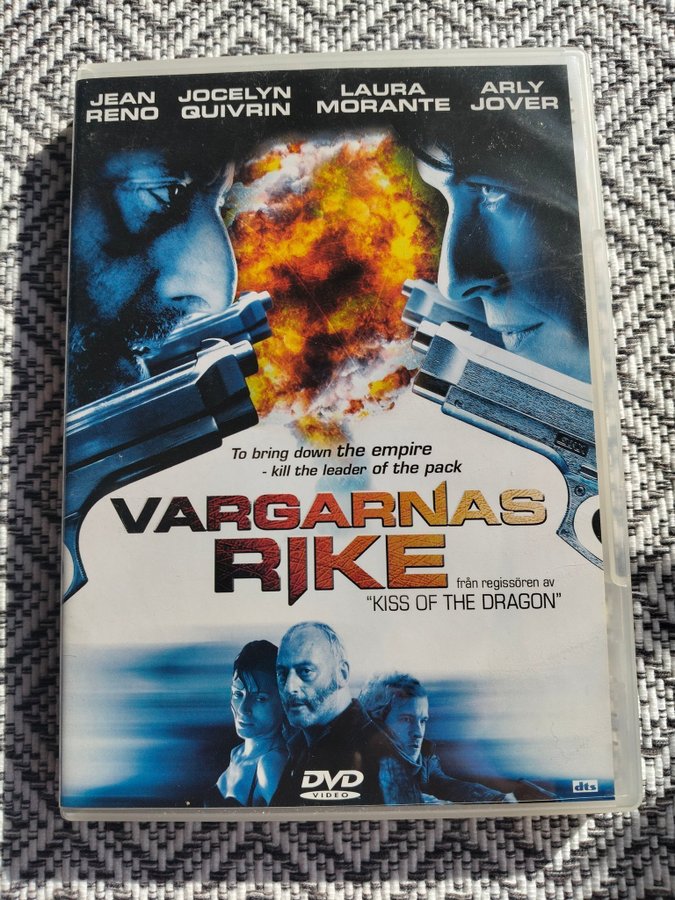 JEAN RENO
JOCELYN QUIVRIN
LAURA MORANTE
ARLY JOVER
To bring down the empire
- kill the leader of the pack
VARGARNAS
RIKE
från regissören av
"KISS OF THE DRAGON"
DVD
VIDEO
dts